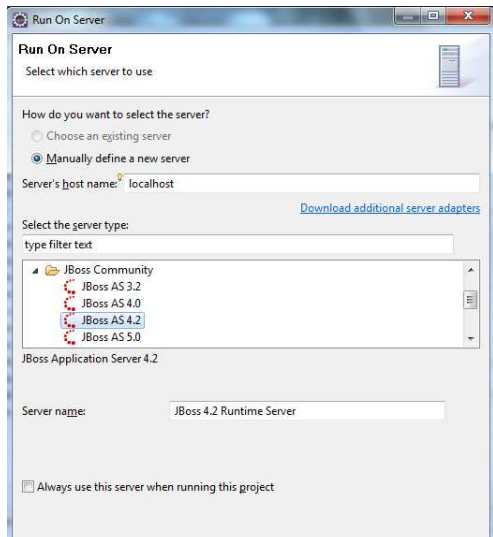 Run On Server
Run On Server
Select which server to use
How do you want to select the server?
Choose an existing server
Manually define a new server
Server's host name: localhost
Download additional server adapters
Select the server type:
type filter text
JBoss Community
JBoss AS 3.2
JBoss AS 4.0
JBoss AS 4.2
JBoss AS 5.0
JBoss Application Server 4.2
Server name: JBoss 4.2 Runtime Server
Always use this server when running this project